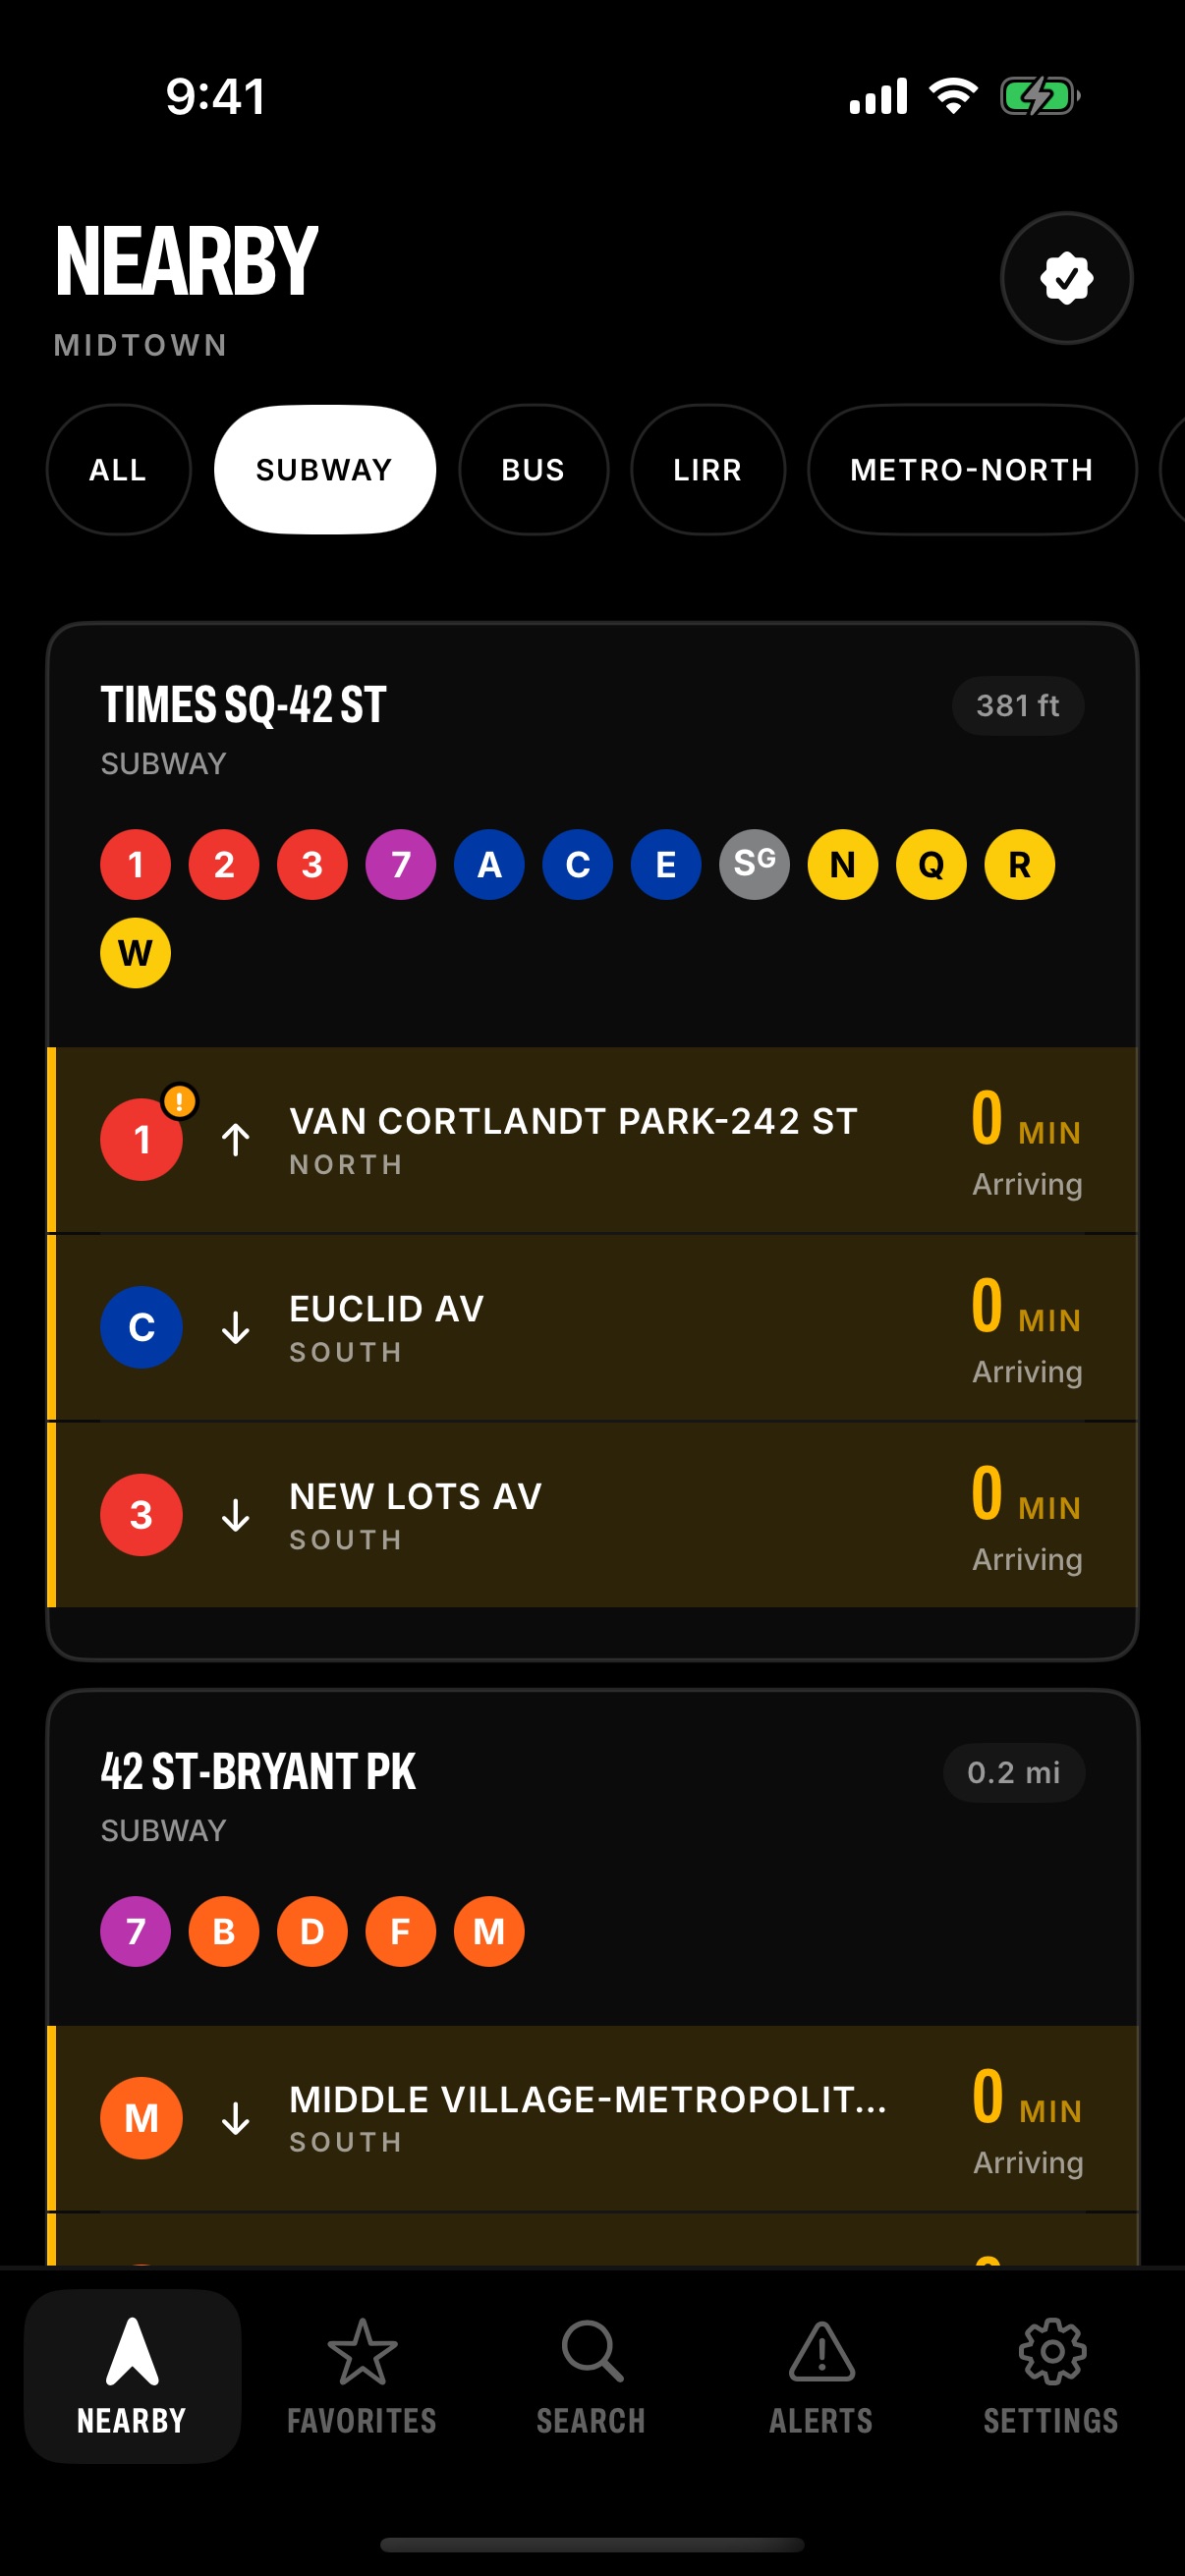 9:41
NEARBY
MIDTOWN
ALL SUBWAY BUS LIRR METRO-NORTH
TIMES SQ-42 ST 381 ft
SUBWAY
1 2 3 7 A C E SG N Q R
W
1 ! ↑ VAN CORTLANDT PARK-242 ST 0 MIN
NORTH Arriving
C ↓ EUCLID AV 0 MIN
SOUTH Arriving
3 ↓ NEW LOTS AV 0 MIN
SOUTH Arriving
42 ST-BRYANT PK 0.2 mi
SUBWAY
7 B D F M
M ↓ MIDDLE VILLAGE-METROPOLIT... 0 MIN
SOUTH Arriving
NEARBY FAVORITES SEARCH ALERTS SETTINGS